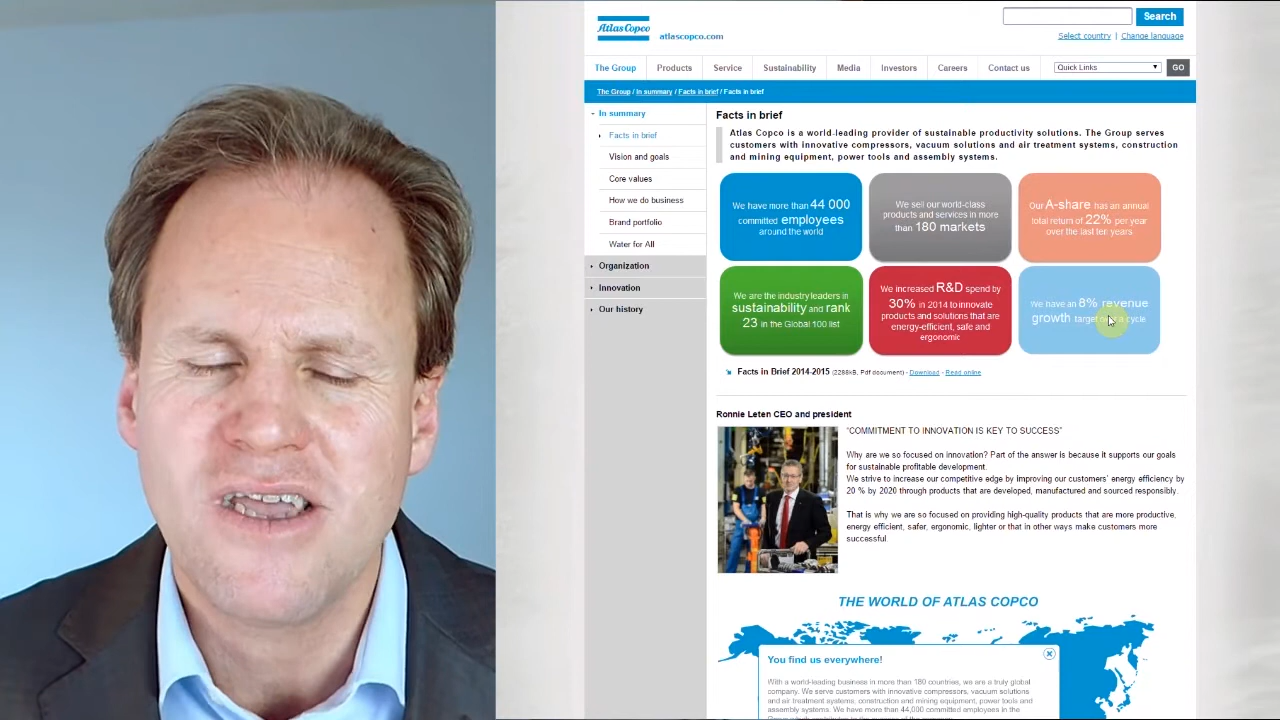 Atlas Copco
atlascopco.com
Search
Select country | Change language
The Group
Products
Service
Sustainability
Media
Investors
Careers
Contact us
Quick Links
GO
The Group / In summary / Facts in brief / Facts in brief
In summary
Facts in brief
Vision and goals
Core values
How we do business
Brand portfolio
Water for All
Organization
Innovation
Our history
Facts in brief
Atlas Copco is a world-leading provider of sustainable productivity solutions. The Group serves
customers with innovative compressors, vacuum solutions and air treatment systems, construction
and mining equipment, power tools and assembly systems.
We have more than 44 000
committed employees
around the world
We sell our world-class
products and services in more
than 180 markets
Our A-share has an annual
total return of 22% per year
over the last ten years
We are the industry leaders in
sustainability and rank
23 in the Global 100 list
We increased R&D spend by
30% in 2014 to innovate
products and solutions that are
energy-efficient, safe and
ergonomic
We have an 8% revenue
growth target over a cycle
Facts in Brief 2014-2015 (2288kB, Pdf document) - Download - Read online
Ronnie Leten CEO and president
"COMMITMENT TO INNOVATION IS KEY TO SUCCESS"
Why are we so focused on innovation? Part of the answer is because it supports our goals
for sustainable profitable development.
We strive to increase our competitive edge by improving our customers' energy efficiency by
20 % by 2020 through products that are developed, manufactured and sourced responsibly.
That is why we are so focused on providing high-quality products that are more productive,
energy efficient, safer, ergonomic, lighter or that in other ways make customers more
successful.
THE WORLD OF ATLAS COPCO
You find us everywhere!
With a world-leading business in more than 180 countries, we are a truly global
company. We serve customers with innovative compressors, vacuum solutions
and air treatment systems, construction and mining equipment, power tools and
assembly systems. We have more than 44,000 committed employees in the